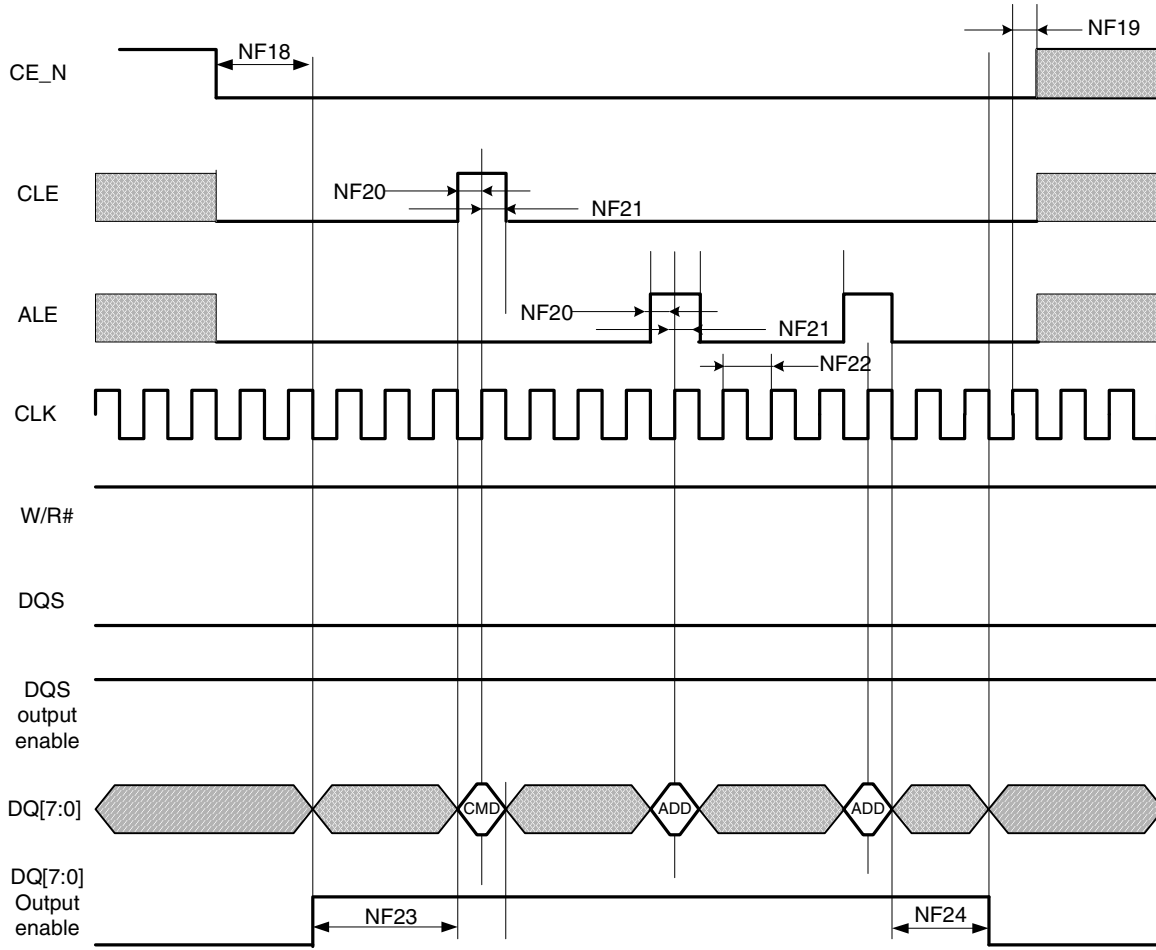 NF19
NF18
CE_N
CLE
NF20
NF21
ALE
NF20
NF21
NF22
CLK
W/R#
DQS
DQS
output
enable
DQ[7:0]
CMD
ADD
ADD
DQ[7:0]
Output
enable
NF23
NF24